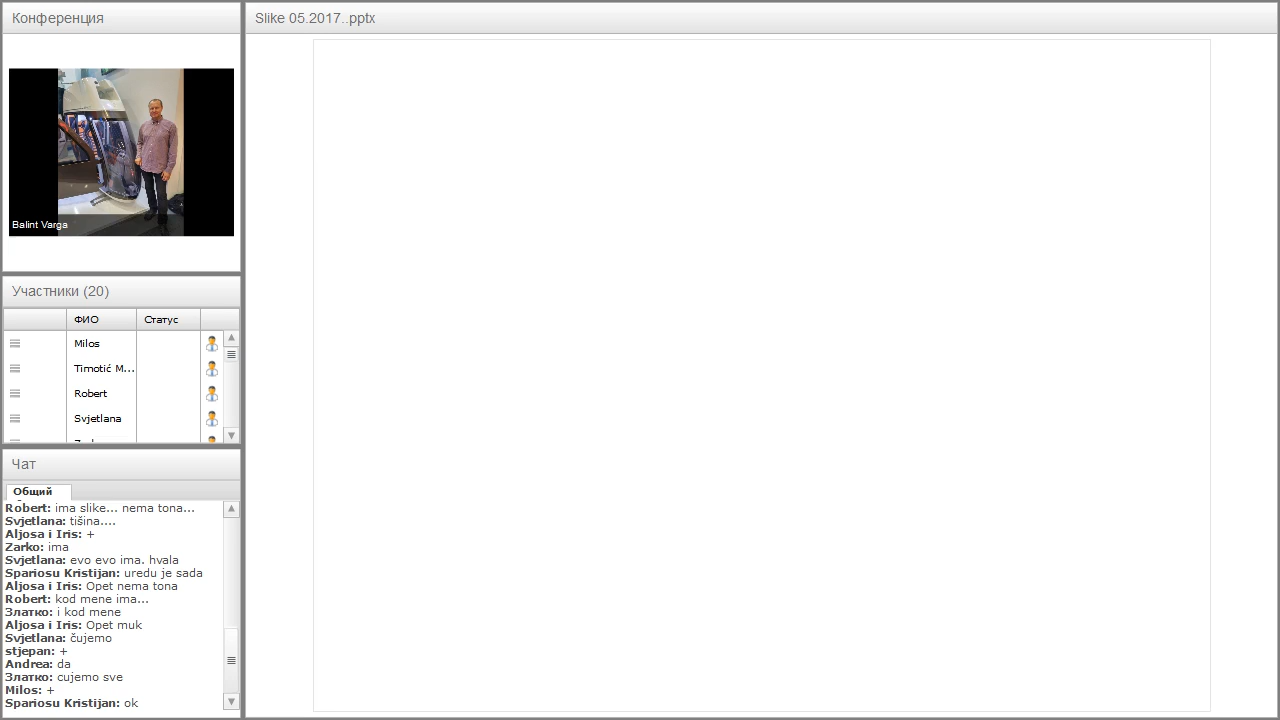 Конференция
Balint Varga
Участники (20)
ФИО Статус
Milos
Timotić M...
Robert
Svjetlana
Чат
Общий
Robert: ima slike... nema tona...
Svjetlana: tišina....
Aljosa i Iris: +
Zarko: ima
Svjetlana: evo evo ima. hvala
Spariosu Kristijan: uredu je sada
Aljosa i Iris: Opet nema tona
Robert: kod mene ima...
Златко: i kod mene
Aljosa i Iris: Opet muk
Svjetlana: čujemo
stjepan: +
Andrea: da
Златко: cujemo sve
Milos: +
Spariosu Kristijan: ok
Slike 05.2017..pptx